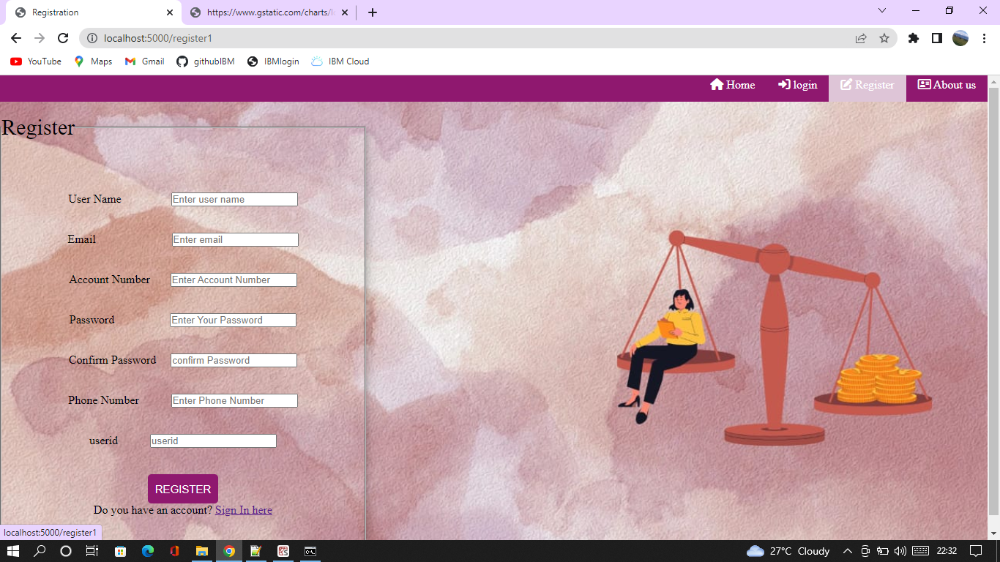 Registration
https://www.gstatic.com/charts/l
localhost:5000/register1
YouTube
Maps
Gmail
githubIBM
IBMlogin
IBM Cloud
Home
login
Register
About us
Register
User Name
Enter user name
Email
Enter email
Account Number
Enter Account Number
Password
Enter Your Password
Confirm Password
confirm Password
Phone Number
Enter Phone Number
userid
userid
REGISTER
Do you have an account? Sign In here
localhost:5000/register1
27°C Cloudy
22:32